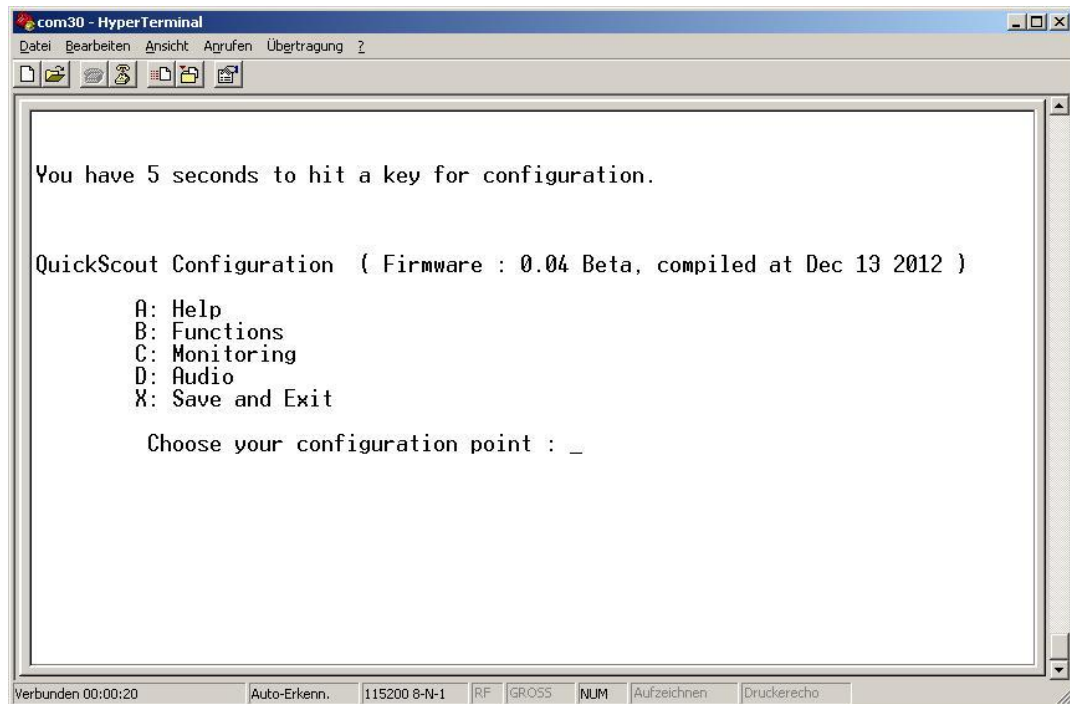 com30 - HyperTerminal
Datei Bearbeiten Ansicht Anrufen Übertragung ?
You have 5 seconds to hit a key for configuration.
QuickScout Configuration ( Firmware : 0.04 Beta, compiled at Dec 13 2012 )
A: Help
B: Functions
C: Monitoring
D: Audio
X: Save and Exit
Choose your configuration point : _
Verbunden 00:00:20 Auto-Erkenn. 115200 8-N-1 RF GROSS NUM Aufzeichnen Druckerecho